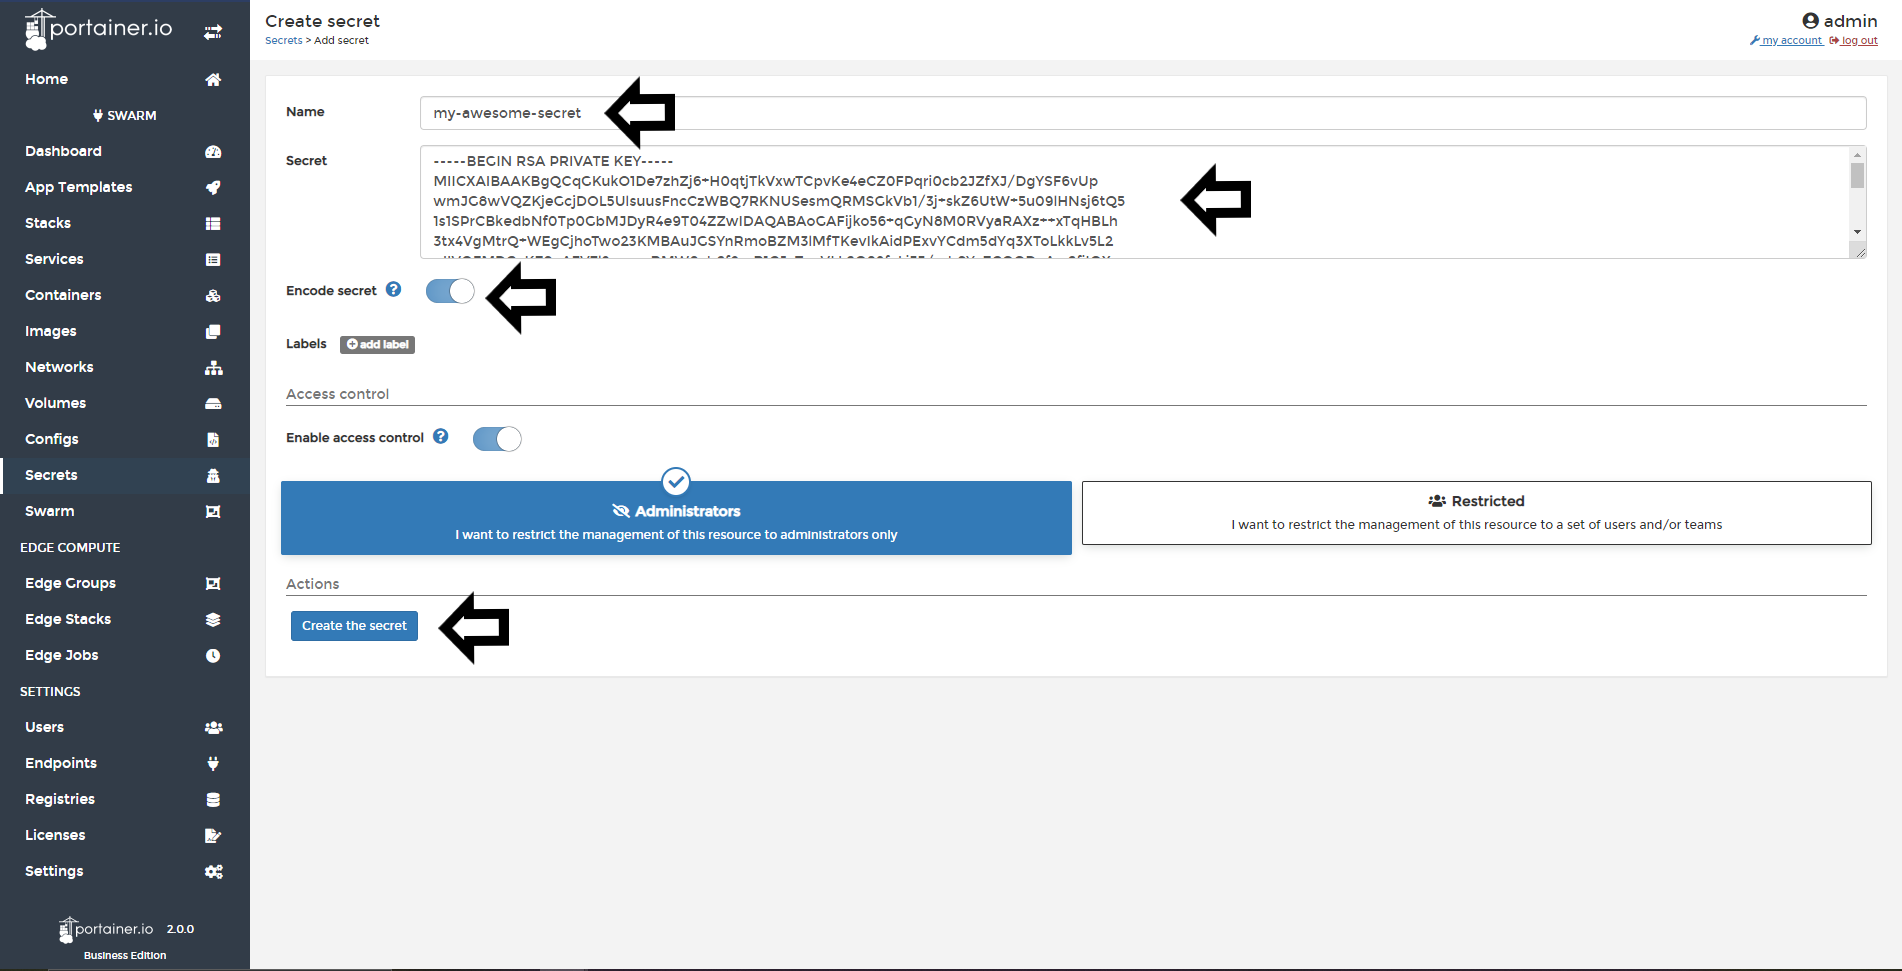 portainer.io
Create secret
Secrets > Add secret
admin
my account log out
Home
SWARM
Dashboard
App Templates
Stacks
Services
Containers
Images
Networks
Volumes
Configs
Secrets
Swarm
EDGE COMPUTE
Edge Groups
Edge Stacks
Edge Jobs
SETTINGS
Users
Endpoints
Registries
Licenses
Settings
portainer.io 2.0.0
Business Edition
Name
my-awesome-secret
Secret
-----BEGIN RSA PRIVATE KEY-----
MIICXAIBAAKBgQCqGKukO1De7zhZj6+H0qtjTkVxwTCpvKe4eCZ0FPqri0cb2JZfXJ/DgYSF6vUp
wmJG8wVQZKjeGcjDOL5UlsuusFncCzWBQ7RKNUSesmQRMSGkVb1/3j+skZ6UtW+5u09lHNsj6tQ5
1s1SPrCBkedbNf0Tp0GbMJDyR4e9T04ZZwIDAQABAoGAFijko56+qGyN8M0RVyaRAXz++xTqHBLh
3tx4VgMtrQ+WEgCjhoTwo23KMBAuJGSYnRmoBZM3lMfTKevIkAidPExvYCdm5dYq3XToLkkLv5L2
Encode secret
Labels add label
Access control
Enable access control
Administrators
I want to restrict the management of this resource to administrators only
Restricted
I want to restrict the management of this resource to a set of users and/or teams
Actions
Create the secret